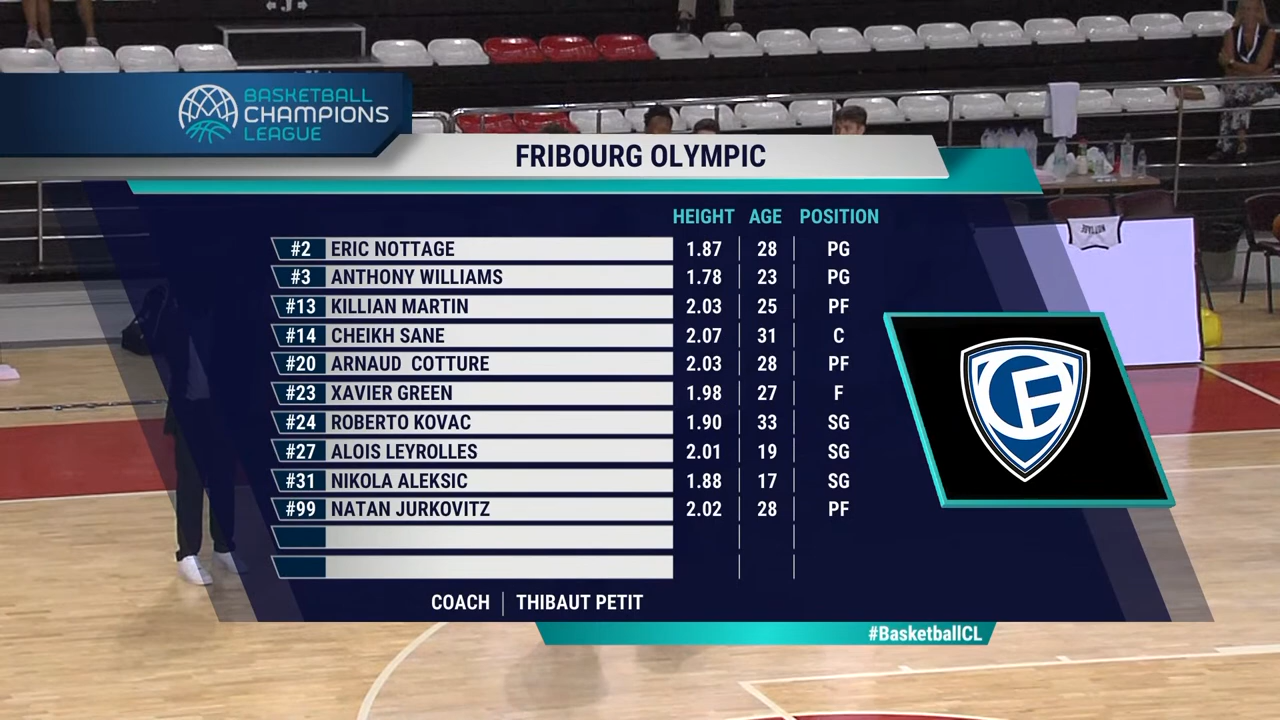 BASKETBALL
CHAMPIONS
LEAGUE
FRIBOURG OLYMPIC
HEIGHT AGE POSITION
#2 ERIC NOTTAGE 1.87 28 PG
#3 ANTHONY WILLIAMS 1.78 23 PG
#13 KILLIAN MARTIN 2.03 25 PF
#14 CHEIKH SANE 2.07 31 C
#20 ARNAUD COTTURE 2.03 28 PF
#23 XAVIER GREEN 1.98 27 F
#24 ROBERTO KOVAC 1.90 33 SG
#27 ALOIS LEYROLLES 2.01 19 SG
#31 NIKOLA ALEKSIC 1.88 17 SG
#99 NATAN JURKOVITZ 2.02 28 PF
COACH THIBAUT PETIT
#BasketballCL
NOTTAGE